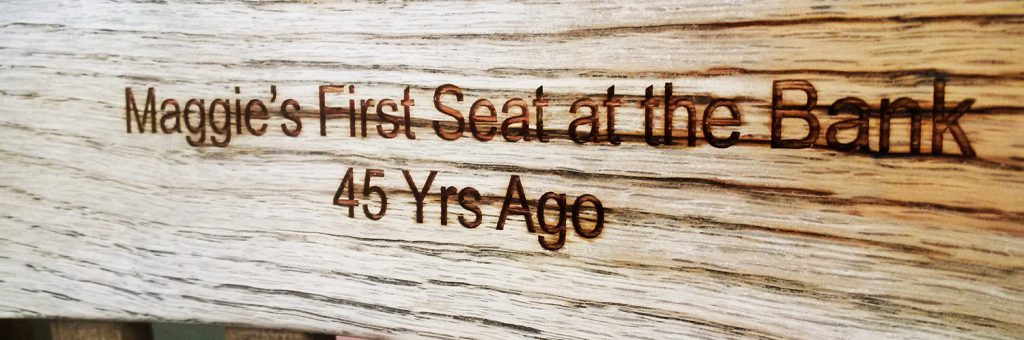 Maggie's First Seat at the Bank
45 Yrs Ago